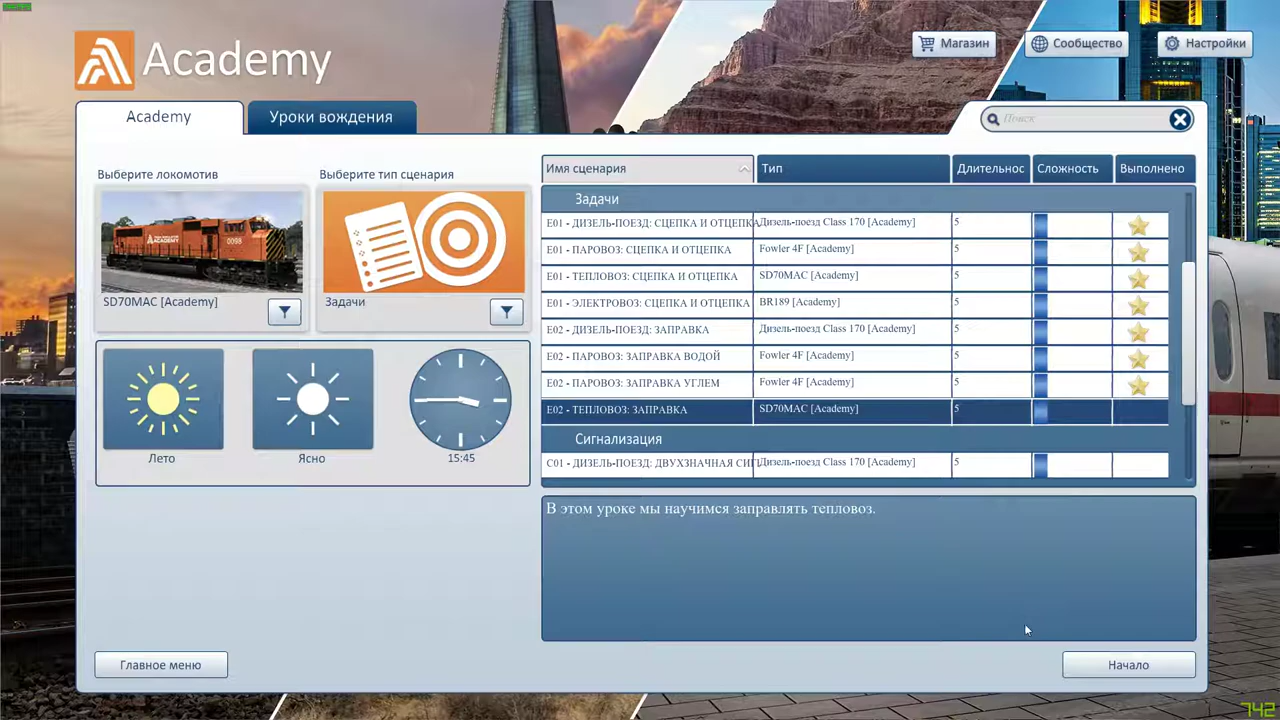 Academy
Магазин
Сообщество
Настройки
Academy
Уроки вождения
Поиск
Выберите локомотив
Выберите тип сценария
0098
SD70MAC [Academy]
Задачи
Лето
Ясно
15:45
Имя сценария Тип Длительнос Сложность Выполнено
Задачи
E01 - ДИЗЕЛЬ-ПОЕЗД: СЦЕПКА И ОТЦЕПКА Дизель-поезд Class 170 [Academy] 5
E01 - ПАРОВОЗ: СЦЕПКА И ОТЦЕПКА Fowler 4F [Academy] 5
E01 - ТЕПЛОВОЗ: СЦЕПКА И ОТЦЕПКА SD70MAC [Academy] 5
E01 - ЭЛЕКТРОВОЗ: СЦЕПКА И ОТЦЕПКА BR189 [Academy] 5
E02 - ДИЗЕЛЬ-ПОЕЗД: ЗАПРАВКА Дизель-поезд Class 170 [Academy] 5
E02 - ПАРОВОЗ: ЗАПРАВКА ВОДОЙ Fowler 4F [Academy] 5
E02 - ПАРОВОЗ: ЗАПРАВКА УГЛЕМ Fowler 4F [Academy] 5
E02 - ТЕПЛОВОЗ: ЗАПРАВКА SD70MAC [Academy] 5
Сигнализация
C01 - ДИЗЕЛЬ-ПОЕЗД: ДВУХЗНАЧНАЯ Дизель-поезд Class 170 [Academy] 5
В этом уроке мы научимся заправлять тепловоз.
Главное меню
Начало
742